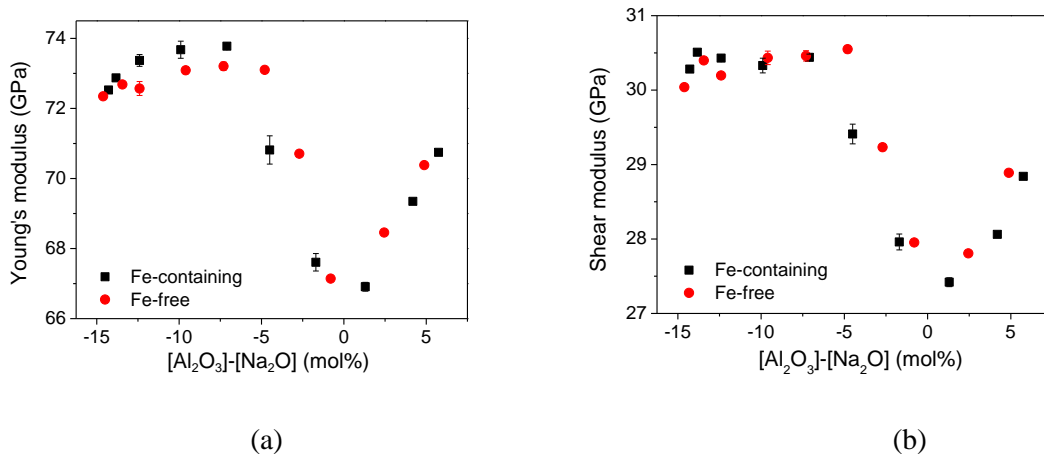 74
72
70
68
66
Young's modulus (GPa)
Fe-containing
Fe-free
-15 -10 -5 0 5
[Al₂O₃]-[Na₂O] (mol%)
(a)
31
30
29
28
27
Shear modulus (GPa)
Fe-containing
Fe-free
-15 -10 -5 0 5
[Al₂O₃]-[Na₂O] (mol%)
(b)